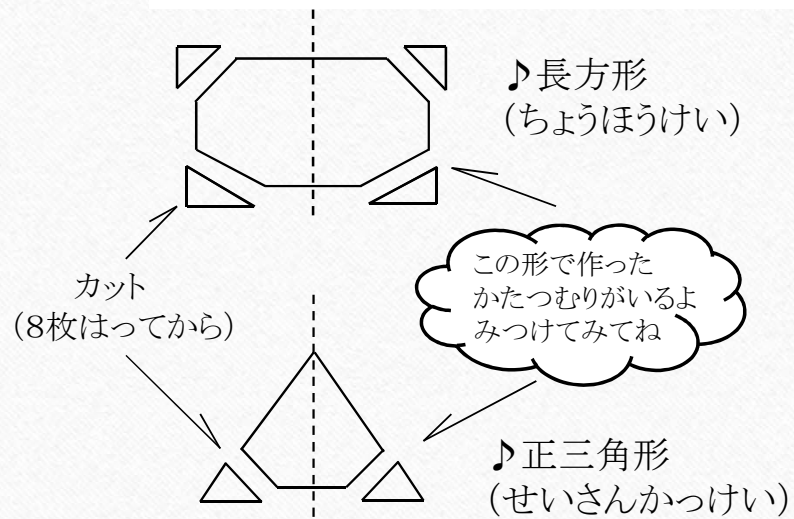 ♪長方形
(ちょうほうけい)
この形で作った
かたつむりがいるよ
みつけてみてね
カット
(8枚はってから)
♪正三角形
(せいさんかっけい)